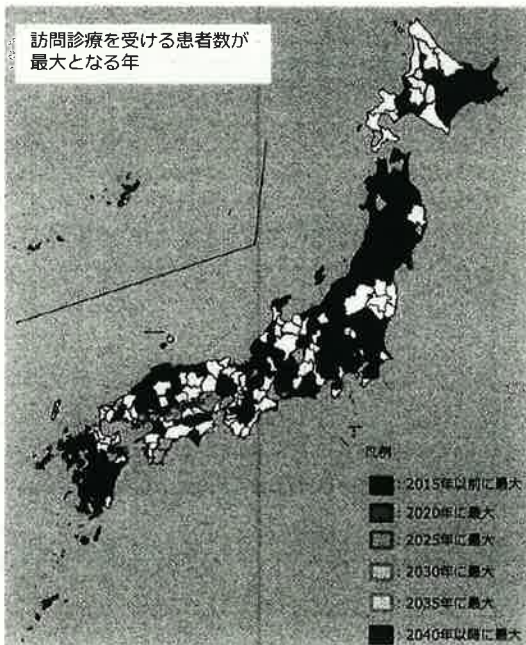 訪問診療を受ける患者数が
最大となる年
凡例
:2015年以前に最大
:2020年に最大
:2025年に最大
:2030年に最大
:2035年に最大
:2040年以降に最大